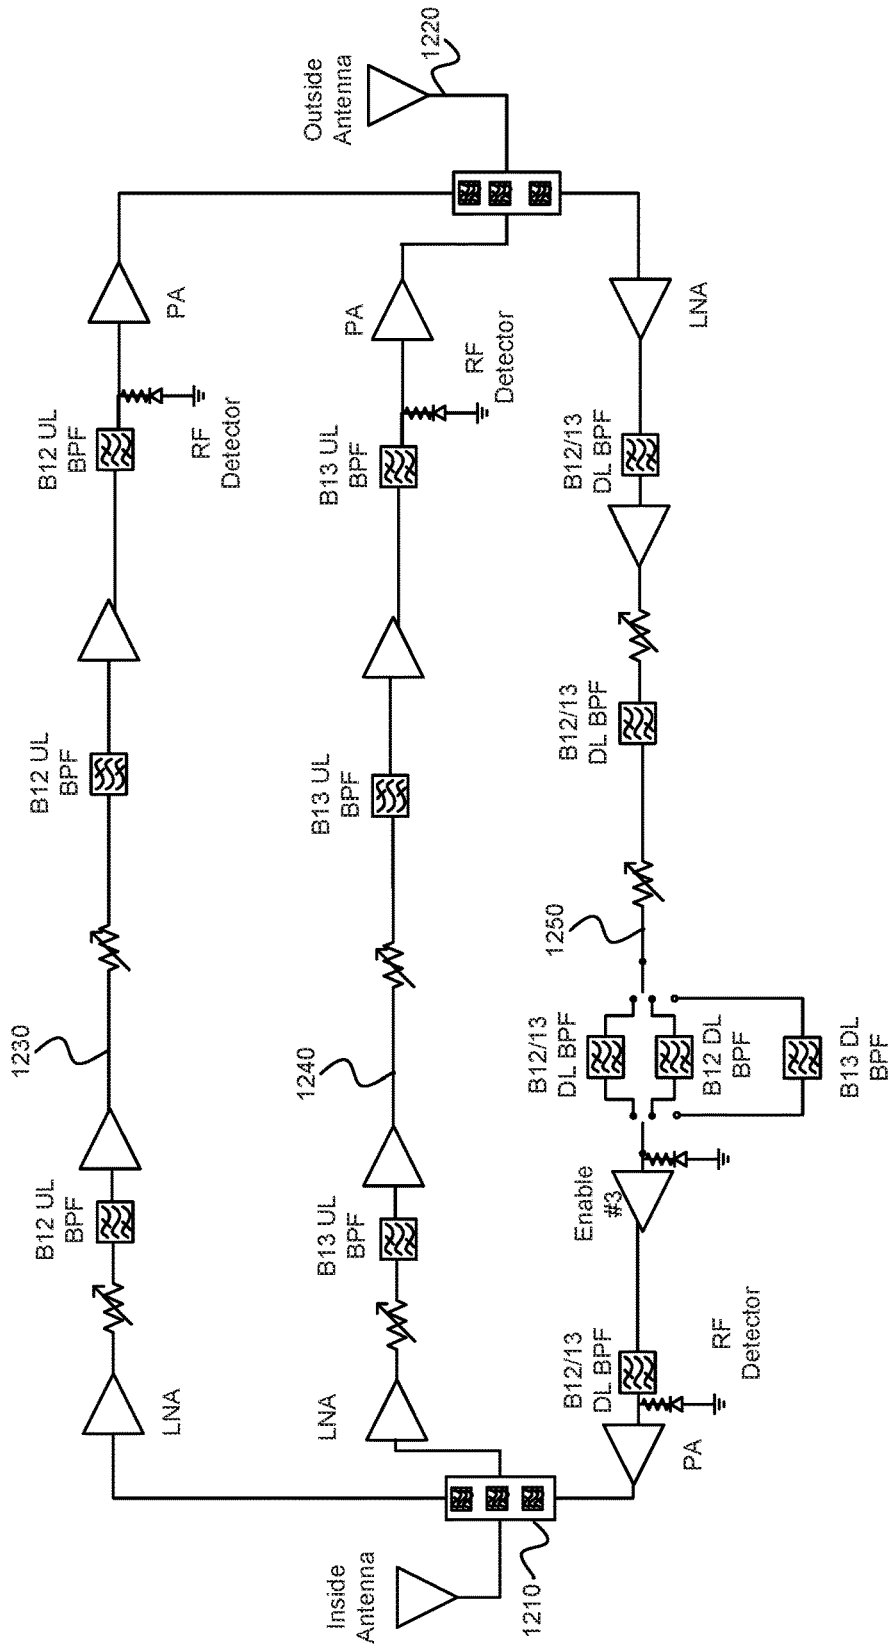 Inside
Antenna
1210
Outside
Antenna
1220
LNA
B12 UL
BPF
1230
B12 UL
BPF
B12 UL
BPF
RF
Detector
PA
LNA
B13 UL
BPF
1240
B13 UL
BPF
B13 UL
BPF
RF
Detector
PA
PA
RF
Detector
B12/13
DL BPF
Enable
#3
B12/13
DL BPF
B12 DL
BPF
B13 DL
BPF
1250
B12/13
DL BPF
B12/13
DL BPF
LNA